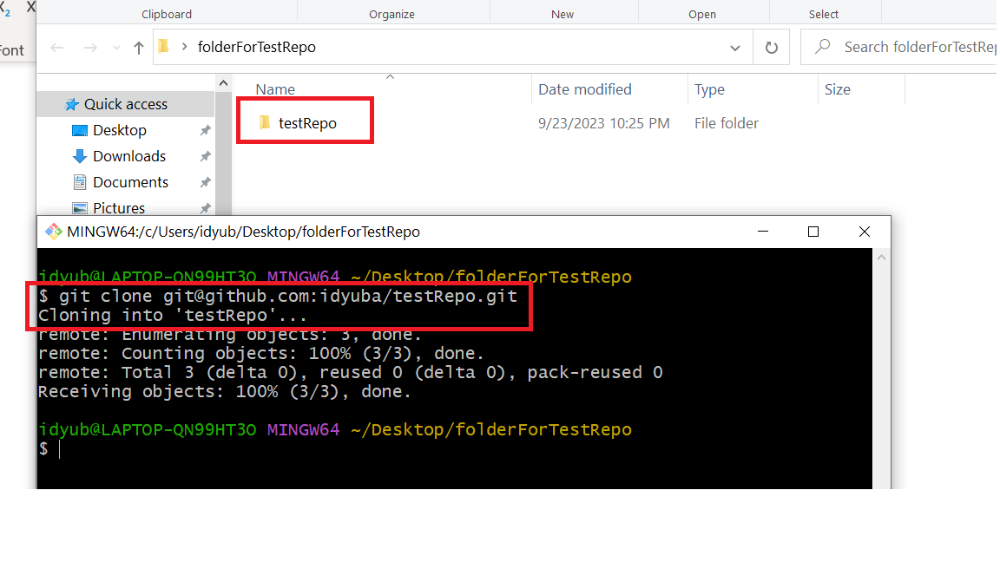 X2
Font
Clipboard Organize New Open Select
folderForTestRepo
Search folderForTestRep
Name Date modified Type Size
testRepo 9/23/2023 10:25 PM File folder
Quick access
Desktop
Downloads
Documents
Pictures
MINGW64:/c/Users/idyub/Desktop/folderForTestRepo
idyub@LAPTOP-QN99HT3O MINGW64 ~/Desktop/folderForTestRepo
$ git clone git@github.com:idyuba/testRepo.git
Cloning into 'testRepo'...
remote: Enumerating objects: 3, done.
remote: Counting objects: 100% (3/3), done.
remote: Total 3 (delta 0), reused 0 (delta 0), pack-reused 0
Receiving objects: 100% (3/3), done.
idyub@LAPTOP-QN99HT3O MINGW64 ~/Desktop/folderForTestRepo
$